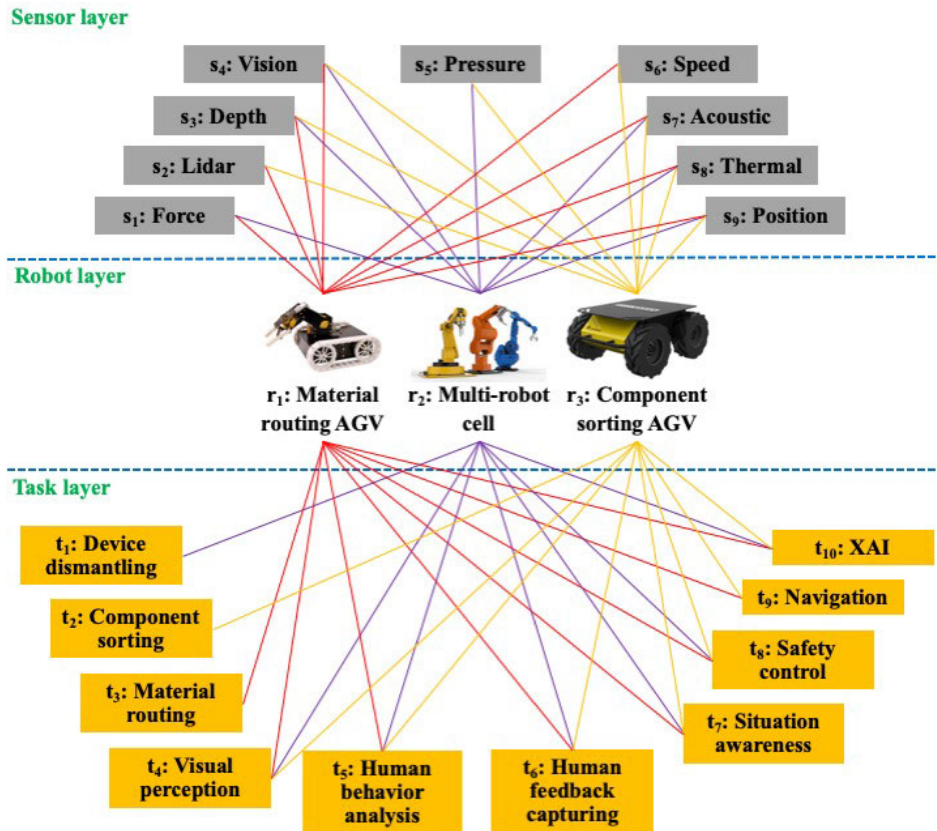 Sensor layer
s₄: Vision
s₅: Pressure
s₆: Speed
s₃: Depth
s₇: Acoustic
s₂: Lidar
s₈: Thermal
s₁: Force
s₉: Position
Robot layer
r₁: Material
routing AGV
r₂: Multi-robot
cell
r₃: Component
sorting AGV
Task layer
t₁: Device
dismantling
t₁₀: XAI
t₂: Component
sorting
t₉: Navigation
t₃: Material
routing
t₈: Safety
control
t₄: Visual
perception
t₅: Human
behavior
analysis
t₆: Human
feedback
capturing
t₇: Situation
awareness